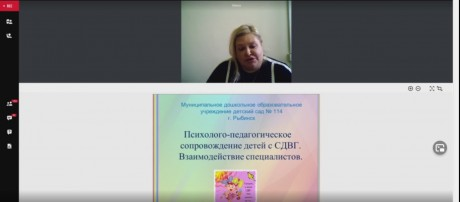 Муниципальное дошкольное образовательное
учреждение детский сад № 114
г. Рыбинск
Психолого-педагогическое
сопровождение детей с СДВГ.
Взаимодействие специалистов.